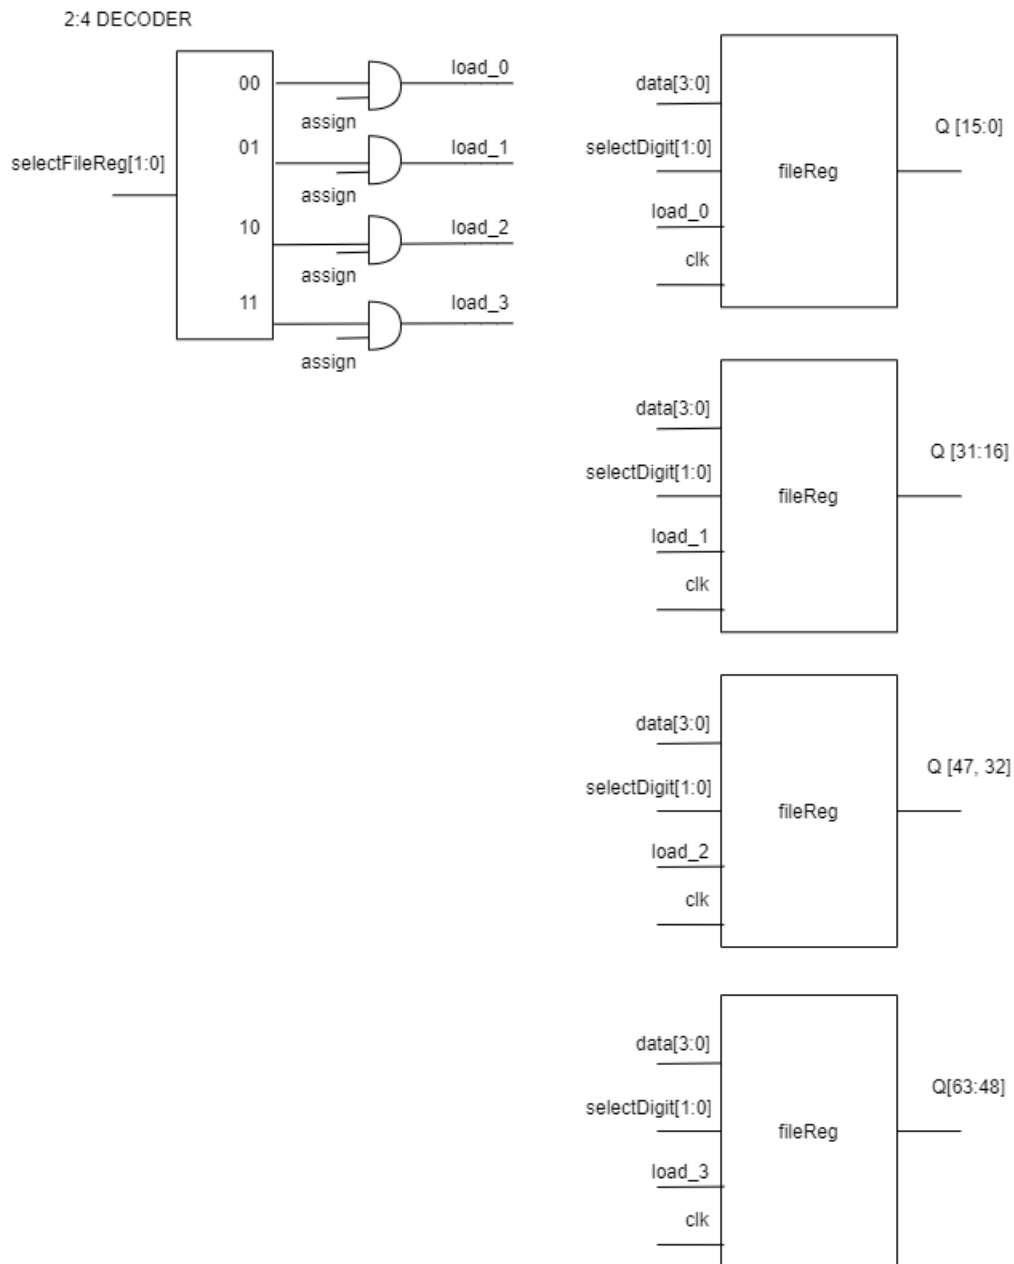 2:4 DECODER
selectFileReg[1:0]
00
01
10
11
assign
assign
assign
assign
load_0
load_1
load_2
load_3
data[3:0]
selectDigit[1:0]
load_0
clk
fileReg
Q [15:0]
data[3:0]
selectDigit[1:0]
load_1
clk
fileReg
Q [31:16]
data[3:0]
selectDigit[1:0]
load_2
clk
fileReg
Q [47, 32]
data[3:0]
selectDigit[1:0]
load_3
clk
fileReg
Q[63:48]